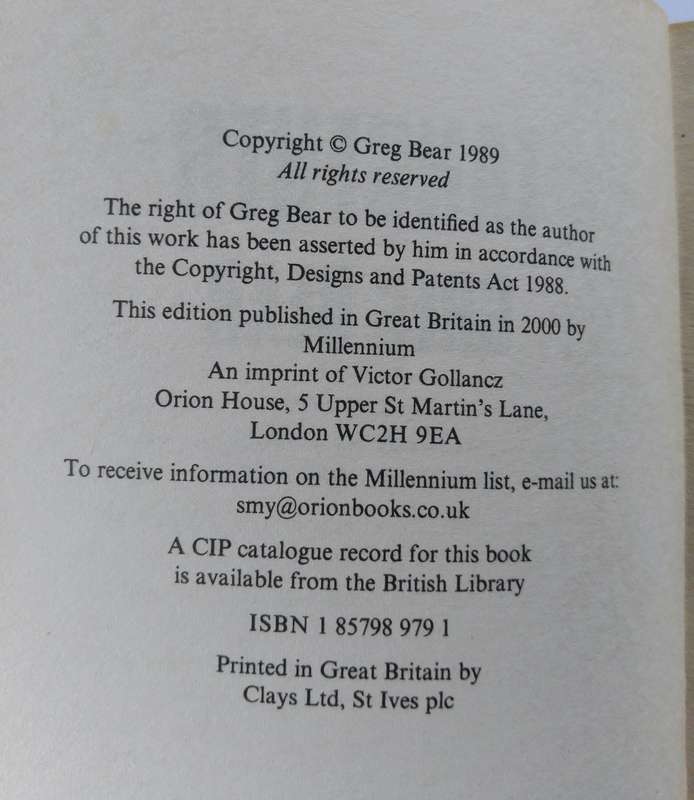 Copyright © Greg Bear 1989
All rights reserved
The right of Greg Bear to be identified as the author
of this work has been asserted by him in accordance with
the Copyright, Designs and Patents Act 1988.
This edition published in Great Britain in 2000 by
Millennium
An imprint of Victor Gollancz
Orion House, 5 Upper St Martin's Lane,
London WC2H 9EA
To receive information on the Millennium list, e-mail us at:
smy@orionbooks.co.uk
A CIP catalogue record for this book
is available from the British Library
ISBN 1 85798 979 1
Printed in Great Britain by
Clays Ltd, St Ives plc